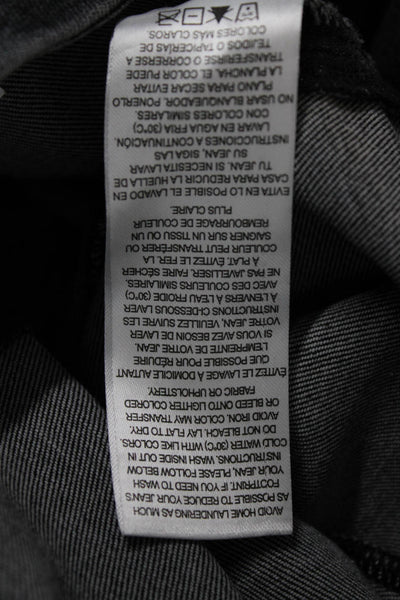 AVOID HOME LAUNDERING AS MUCH
AS POSSIBLE TO REDUCE YOUR JEAN'S
FOOTPRINT. IF YOU NEED TO WASH
YOUR JEAN, PLEASE FOLLOW BELOW
INSTRUCTIONS. WASH INSIDE OUT IN
COLD WATER (30°C) WITH LIKE COLORS.
DO NOT BLEACH. LAY FLAT TO DRY.
AVOID IRON. COLOR MAY TRANSFER
OR BLEED ONTO LIGHTER COLORED
FABRIC OR UPHOLSTERY.
ÉVITEZ LE LAVAGE À DOMICILE AUTANT
QUE POSSIBLE POUR RÉDUIRE
L'EMPREINTE DE VOTRE JEAN.
SI VOUS AVEZ BESOIN DE LAVER
VOTRE JEAN, VEUILLEZ SUIVRE LES
INSTRUCTIONS CI-DESSOUS LAVER
À L'ENVERS À L'EAU FROIDE (30°C)
AVEC DES COULEURS SIMILAIRES.
NE PAS JAVELLISER. FAIRE SÉCHER
À PLAT. ÉVITEZ LE FER. LA
COULEUR PEUT TRANSFÉRER OU
SAIGNER SUR UN TISSU OU UN
REMBOURRAGE DE COULEUR
PLUS CLAIRE.
EVITA EN LO POSIBLE EL LAVADO EN
CASA PARA REDUCIR LA HUELLA DE
TU JEAN. SI NECESITA LAVAR
SU JEAN, SIGA LAS
INSTRUCCIONES A CONTINUACIÓN.
LAVAR EN AGUA FRIA (30°C)
CON COLORES SIMILARES.
NO USAR BLANQUEADOR. PONERLO
PLANO PARA SECAR EVITAR
LA PLANCHA. EL COLOR PUEDE
TRANSFERIRSE O CORRERSE A
TEJIDOS O TAPICERÍAS DE
COLORES MÁS CLAROS.